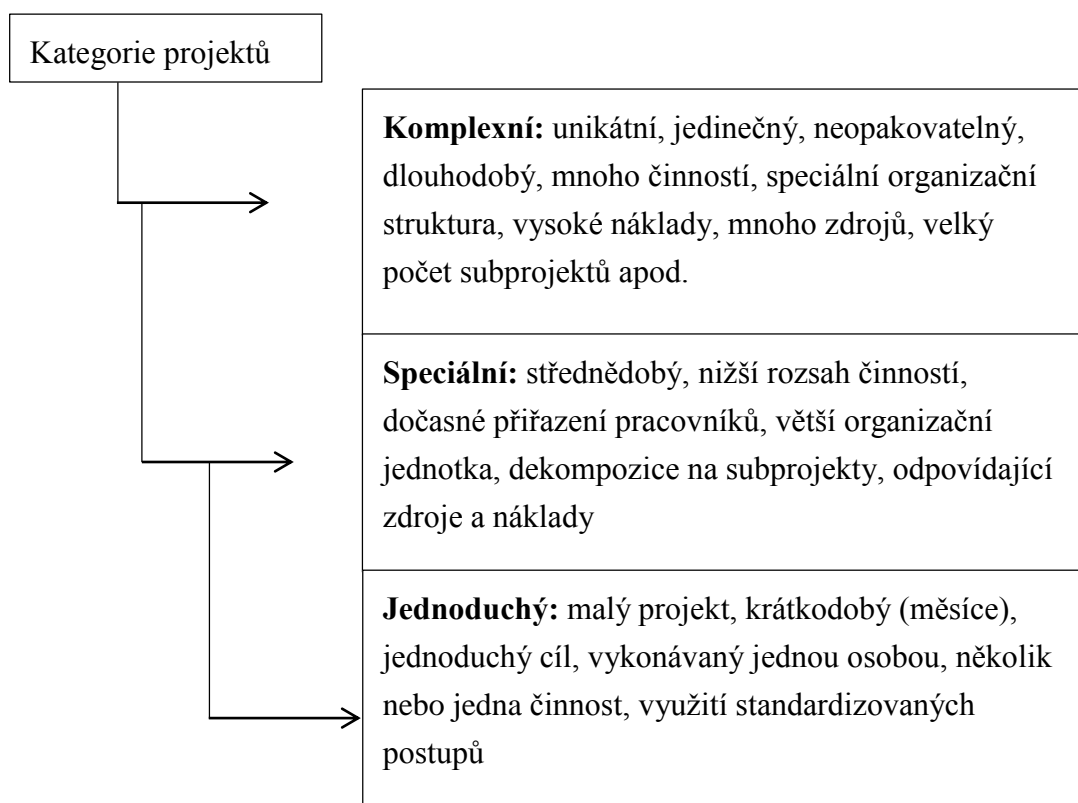 Kategorie projektů
Komplexní: unikátní, jedinečný, neopakovatelný,
dlouhodobý, mnoho činností, speciální organizační
struktura, vysoké náklady, mnoho zdrojů, velký
počet subprojektů apod.
Speciální: střednědobý, nižší rozsah činností,
dočasné přiřazení pracovníků, větší organizační
jednotka, dekompozice na subprojekty, odpovídající
zdroje a náklady
Jednoduchý: malý projekt, krátkodobý (měsíce),
jednoduchý cíl, vykonávaný jednou osobou, několik
nebo jedna činnost, využití standardizovaných
postupů